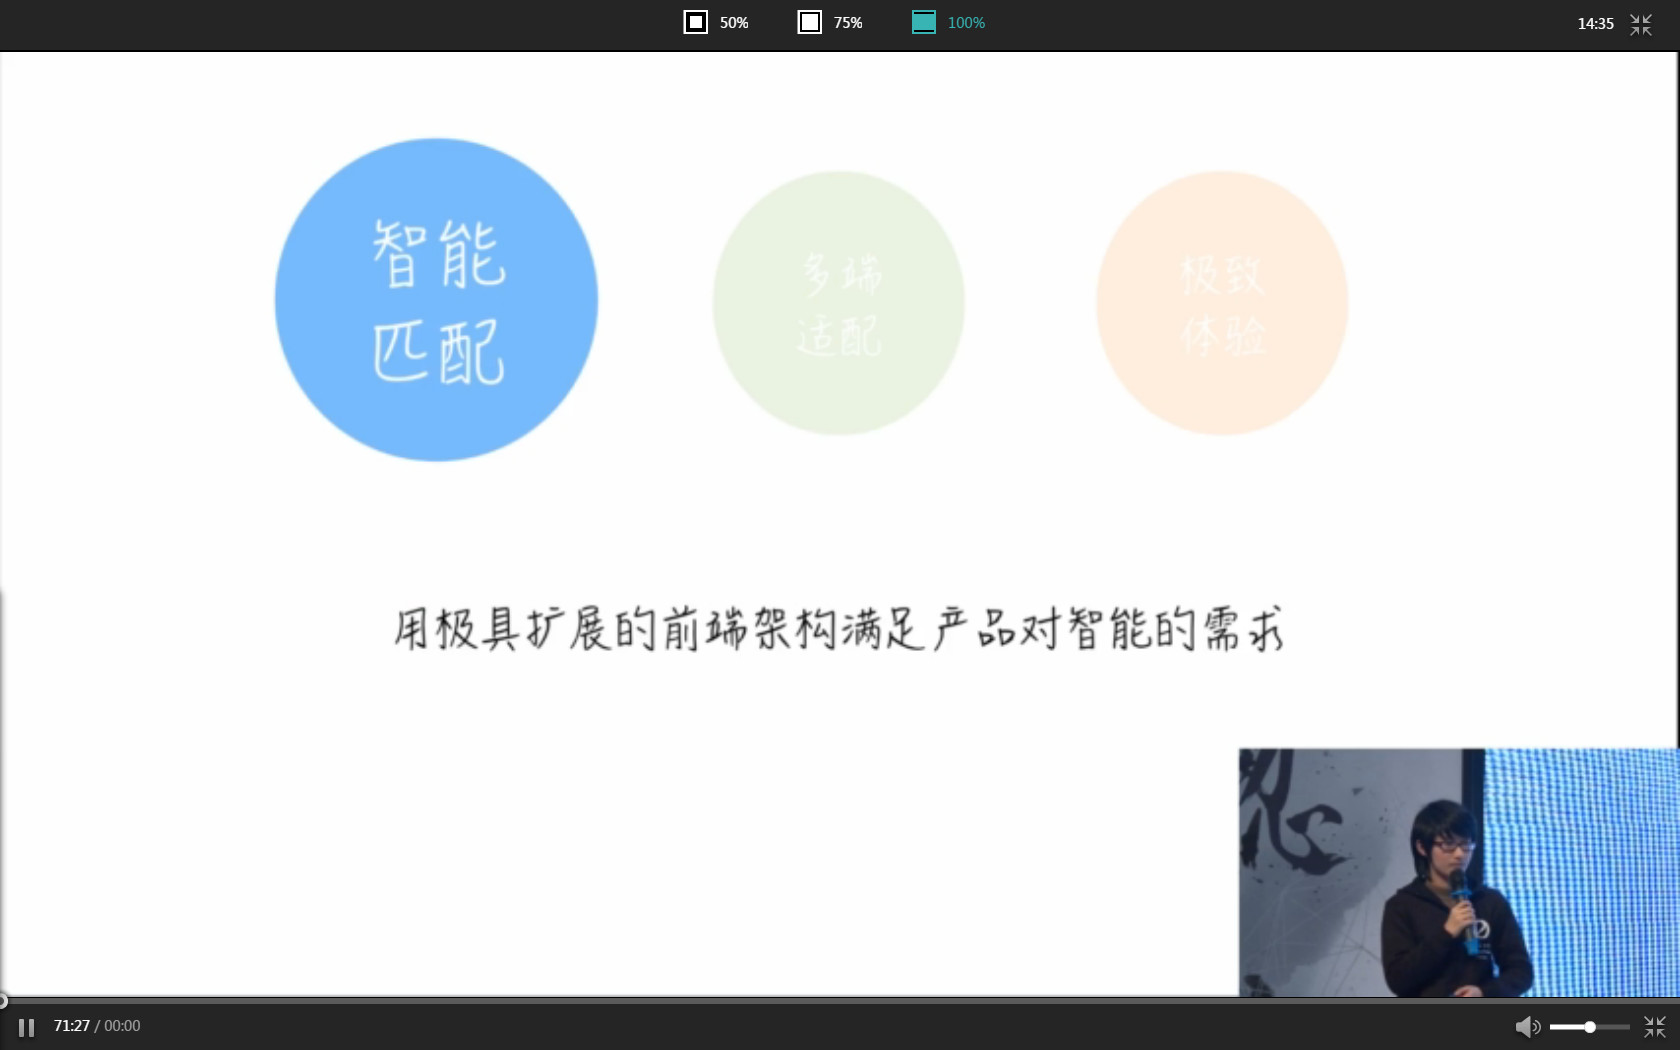 50%
75%
100%
14:35
智能
匹配
多端
适配
极致
体验
用极具扩展的前端架构满足产品对智能的需求
71:27 / 00:00